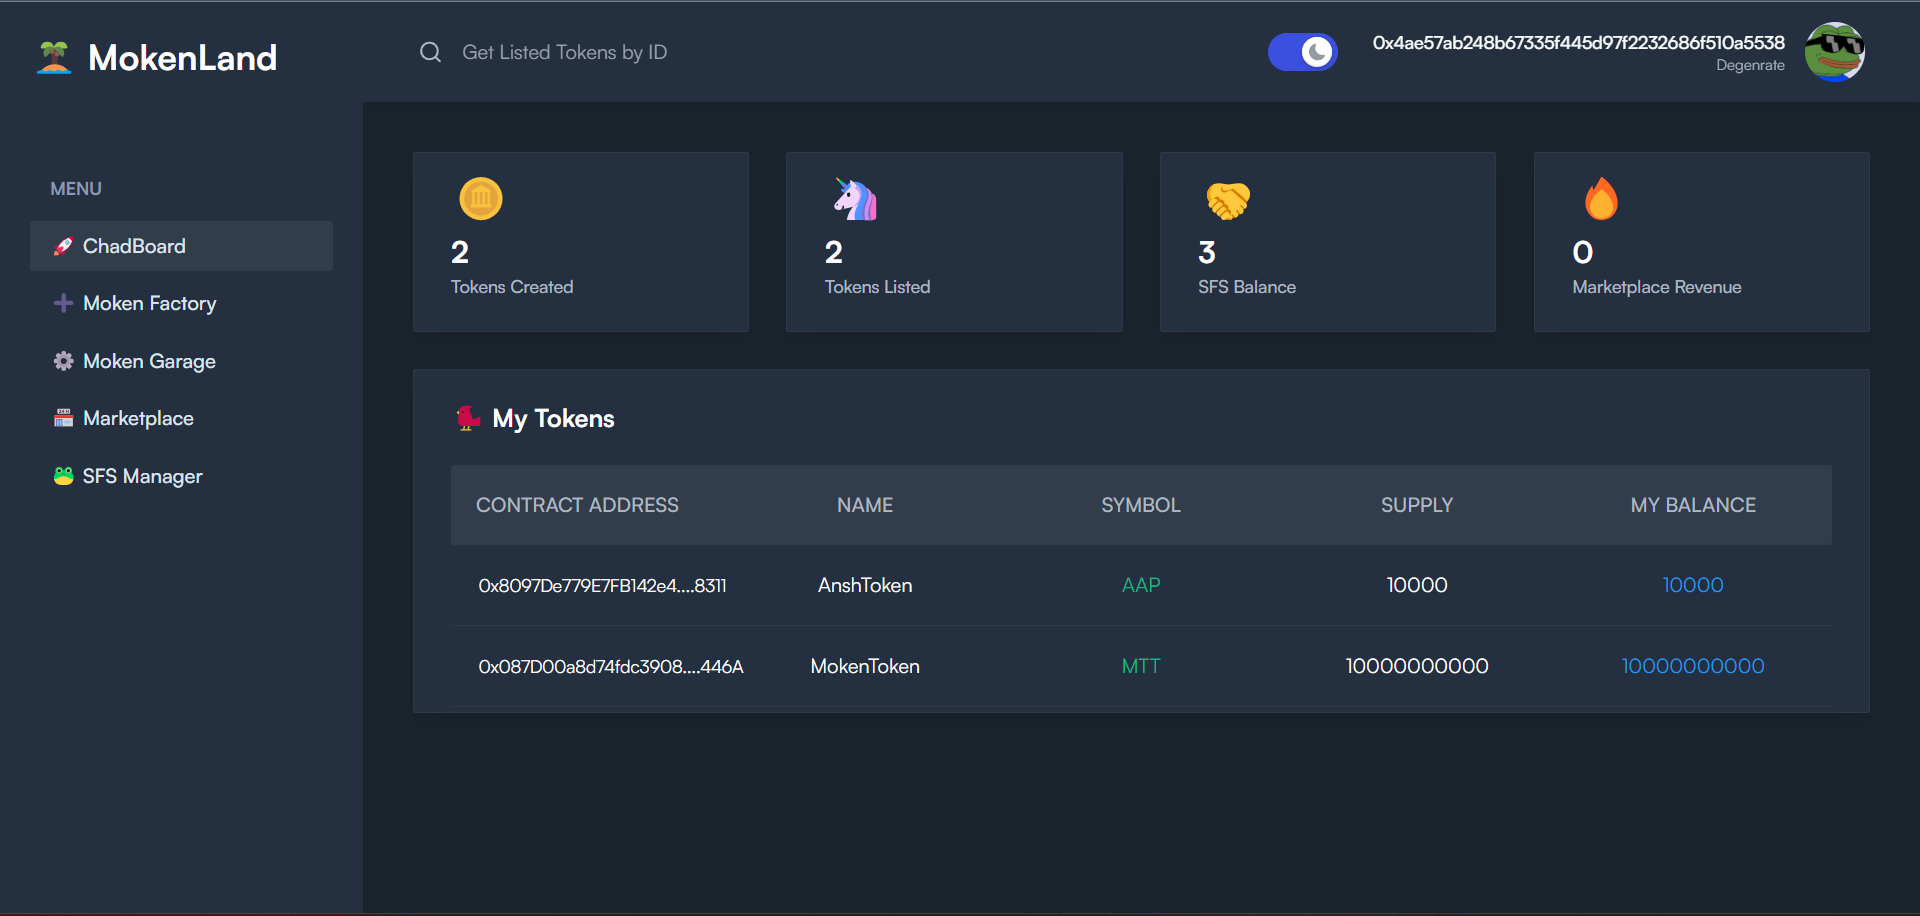 MokenLand
Get Listed Tokens by ID
0x4ae57ab248b67335f445d97f2232686f510a5538
Degenrate
MENU
ChadBoard
Moken Factory
Moken Garage
Marketplace
SFS Manager
2
Tokens Created
2
Tokens Listed
3
SFS Balance
0
Marketplace Revenue
My Tokens
CONTRACT ADDRESS NAME SYMBOL SUPPLY MY BALANCE
0x8097De779E7FB142e4....8311 AnshToken AAP 10000 10000
0x087D00a8d74fdc3908....446A MokenToken MTT 10000000000 10000000000